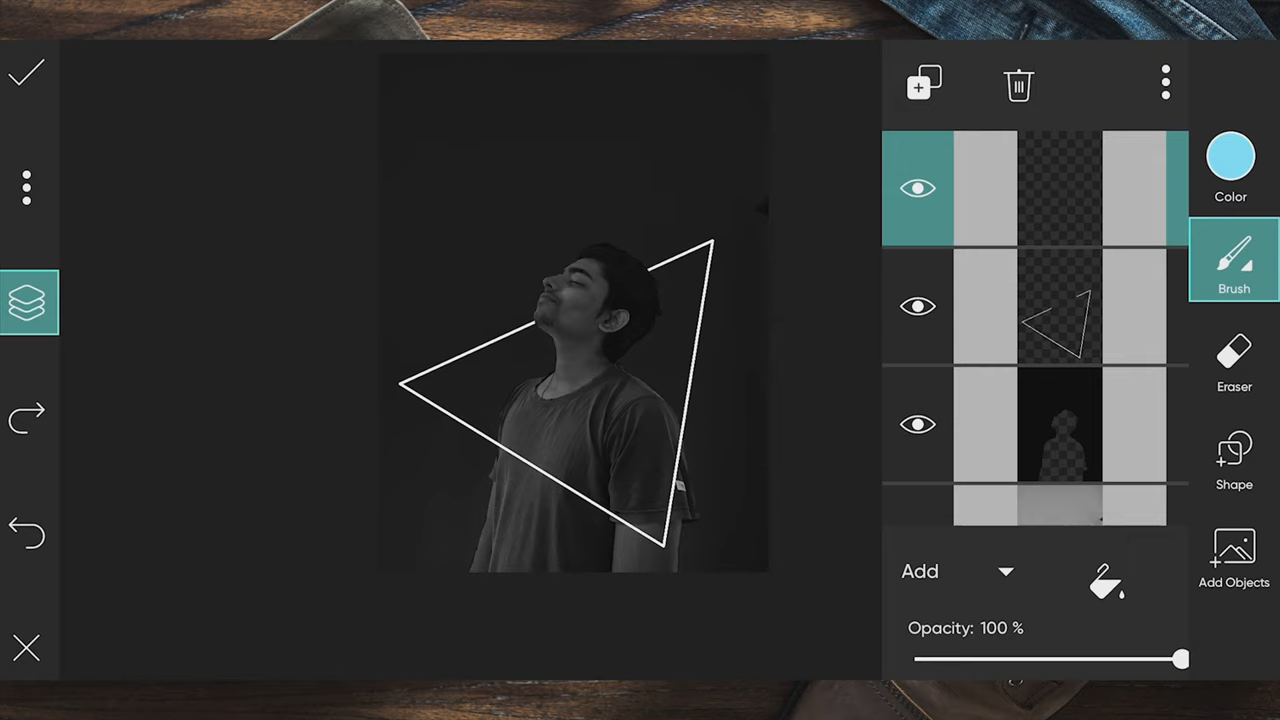 Color
Brush
Eraser
Shape
Add Objects
Add
Opacity: 100 %